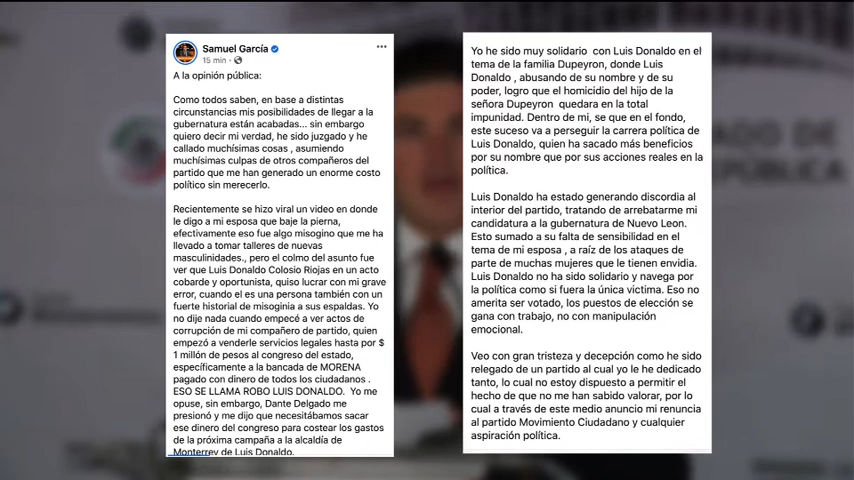 Samuel García
15 min
A la opinión pública:
Como todos saben, en base a distintas
circunstancias mis posibilidades de llegar a la
gubernatura están acabadas... sin embargo
quiero decir mi verdad, he sido juzgado y he
callado muchísimas cosas , asumiendo
muchísimas culpas de otros compañeros del
partido que me han generado un enorme costo
político sin merecerlo.
Recientemente se hizo viral un video en donde
le digo a mi esposa que baje la pierna,
efectivamente eso fue algo misogino que me ha
llevado a tomar talleres de nuevas
masculinidades., pero el colmo del asunto fue
ver que Luis Donaldo Colosio Riojas en un acto
cobarde y oportunista, quiso lucrar con mi grave
error, cuando el es una persona también con un
fuerte historial de misoginia a sus espaldas. Yo
no dije nada cuando empecé a ver actos de
corrupción de mi compañero de partido, quien
empezó a venderle servicios legales hasta por $
1 millón de pesos al congreso del estado,
específicamente a la bancada de MORENA
pagado con dinero de todos los ciudadanos .
ESO SE LLAMA ROBO LUIS DONALDO. Yo me
opuse, sin embargo, Dante Delgado me
presionó y me dijo que necesitábamos sacar
ese dinero del congreso para costear los gastos
de la próxima campaña a la alcaldía de
Monterrey de Luis Donaldo.
Yo he sido muy solidario con Luis Donaldo en el
tema de la familia Dupeyron, donde Luis
Donaldo , abusando de su nombre y de su
poder, logro que el homicidio del hijo de la
señora Dupeyron quedara en la total
impunidad. Dentro de mi, se que en el fondo,
este suceso va a perseguir la carrera política de
Luis Donaldo, quien ha sacado más beneficios
por su nombre que por sus acciones reales en la
política.
Luis Donaldo ha estado generando discordia al
interior del partido, tratando de arrebatarme mi
candidatura a la gubernatura de Nuevo Leon.
Esto sumado a su falta de sensibilidad en el
tema de mi esposa , a raíz de los ataques de
parte de muchas mujeres que le tienen envidia.
Luis Donaldo no ha sido solidario y navega por
la política como si fuera la única victima. Eso no
amerita ser votado, los puestos de elección se
gana con trabajo, no con manipulación
emocional.
Veo con gran tristeza y decepción como he sido
relegado de un partido al cual yo le he dedicado
tanto, lo cual no estoy dispuesto a permitir el
hecho de que no me han sabido valorar, por lo
cual a través de este medio anuncio mi renuncia
al partido Movimiento Ciudadano y cualquier
aspiración política.